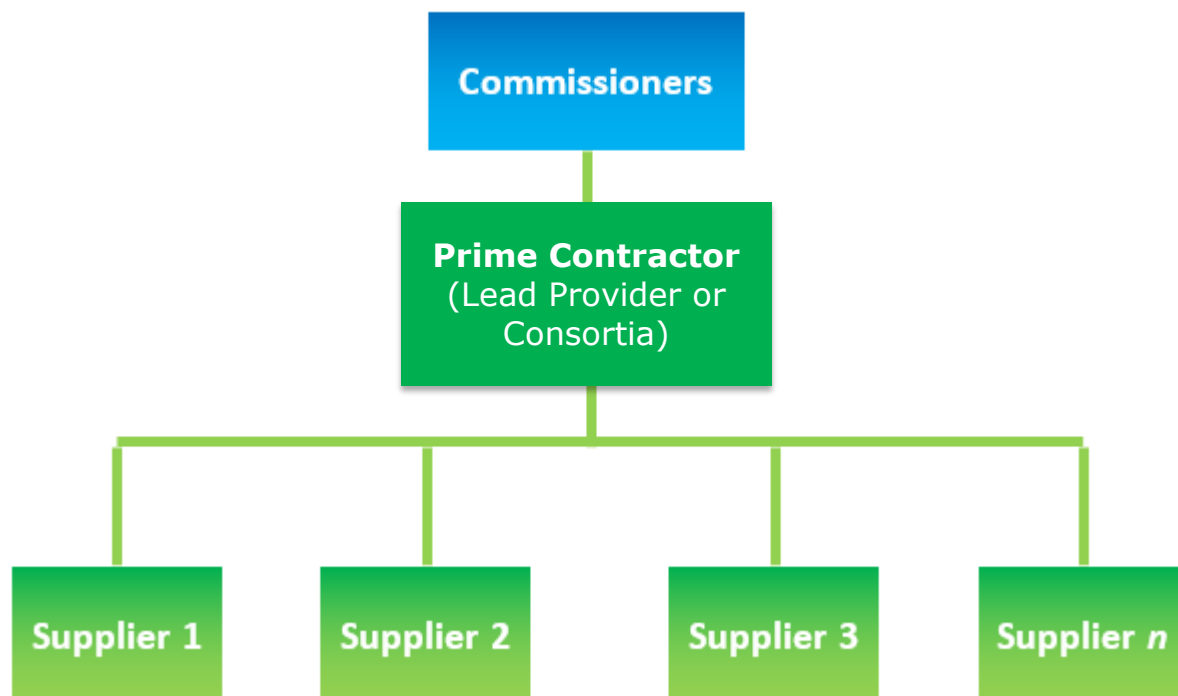 Commissioners
Prime Contractor
(Lead Provider or
Consortia)
Supplier 1
Supplier 2
Supplier 3
Supplier n